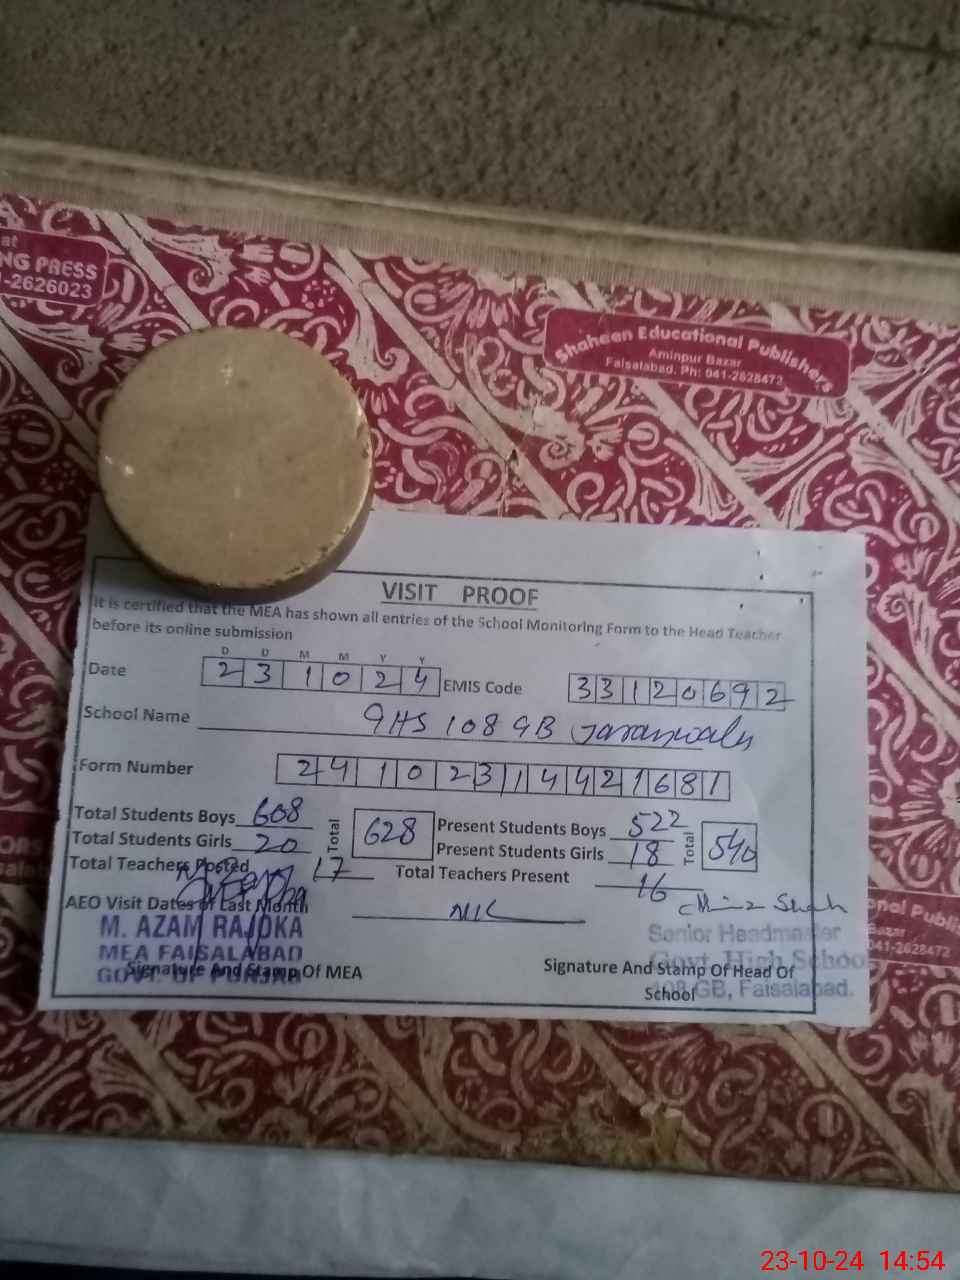 at
NG PRESS
-2626023
Shaheen Educational Publishers
Aminpur Bazar
Faisalabad. Ph: 041-2628472
VISIT PROOF
It is certified that the MEA has shown all entries of the School Monitoring Form to the Head Teacher
before its online submission
D D M M Y Y
Date 2 3 1 0 2 4 EMIS Code 3 3 1 2 0 6 9 2
School Name GHS 108 GB Jaranwala
Form Number 2 4 1 0 2 3 1 4 4 2 1 6 8 1
Total Students Boys 608 Total 628 Present Students Boys 522 Total 540
Total Students Girls 20 Present Students Girls 18
Total Teachers Posted 17 Total Teachers Present 16
AEO Visit Dates of Last Month NIL Shah
M. AZAM RAJOKA
MEA FAISALABAD
GOVT. OF PUNJAB
Signature And Stamp Of MEA
Senior Headmaster
Govt. High School
108 GB, Faisalabad.
Signature And Stamp Of Head Of
School
Bazar
041-2628472
23-10-24 14:54